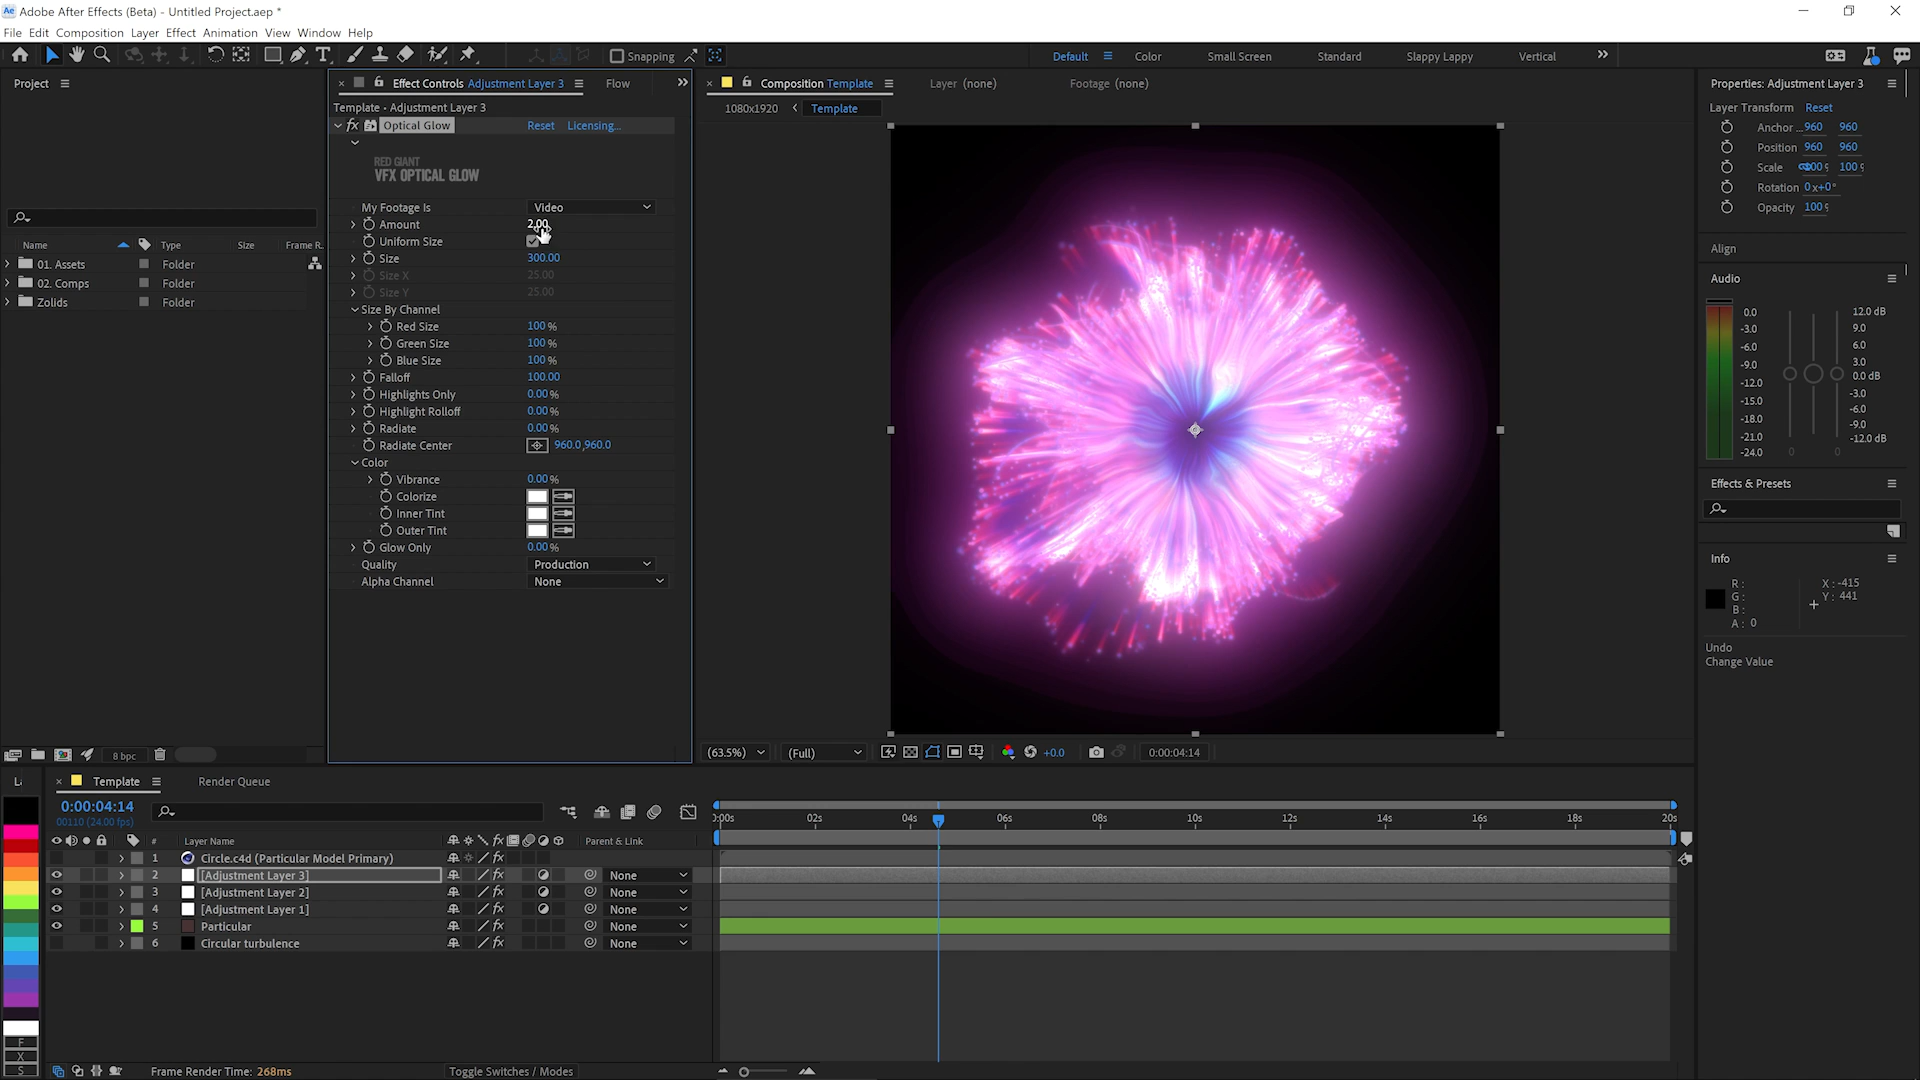 Ae Adobe After Effects (Beta) - Untitled Project.aep *
File Edit Composition Layer Effect Animation View Window Help
Snapping
Default Color Small Screen Standard Slappy Lappy Vertical
Project
Name Type Size Frame R.
01. Assets Folder
02. Comps Folder
Zolids Folder
8 bpc
Effect Controls Adjustment Layer 3 Flow
Template • Adjustment Layer 3
fx Optical Glow Reset Licensing...
RED GIANT
VFX OPTICAL GLOW
My Footage Is Video
Amount 2.00
Uniform Size
Size 300.00
Size X 25.00
Size Y 25.00
Size By Channel
Red Size 100 %
Green Size 100 %
Blue Size 100 %
Falloff 100.00
Highlights Only 0.00 %
Highlight Rolloff 0.00 %
Radiate 0.00 %
Radiate Center 960.0,960.0
Color
Vibrance 0.00 %
Colorize
Inner Tint
Outer Tint
Glow Only 0.00 %
Quality Production
Alpha Channel None
Composition Template Layer (none) Footage (none)
1080x1920 Template
(63.5%) (Full) +0.0 0:00:04:14
Properties: Adjustment Layer 3
Layer Transform Reset
Anchor ... 960 960
Position 960 960
Scale 100 100
Rotation 0x+0°
Opacity 100
Align
Audio
0.0
-3.0
-6.0
-9.0
-12.0
-15.0
-18.0
-21.0
-24.0
0 0
12.0 dB
9.0
6.0
3.0
0.0 dB
-3.0
-6.0
-9.0
-12.0 dB
Effects & Presets
Info
R :
G :
B :
A : 0
X : -415
Y : 441
Undo
Change Value
Template Render Queue
0:00:04:14
00110 (24.00 fps)
# Layer Name fx Parent & Link
1 Circle.c4d (Particular Model Primary) fx
2 [Adjustment Layer 3] fx None
3 [Adjustment Layer 2] fx None
4 [Adjustment Layer 1] fx None
5 Particular fx None
6 Circular turbulence fx None
:00s 02s 04s 06s 08s 10s 12s 14s 16s 18s 20s
F
X
S
Frame Render Time: 268ms Toggle Switches / Modes